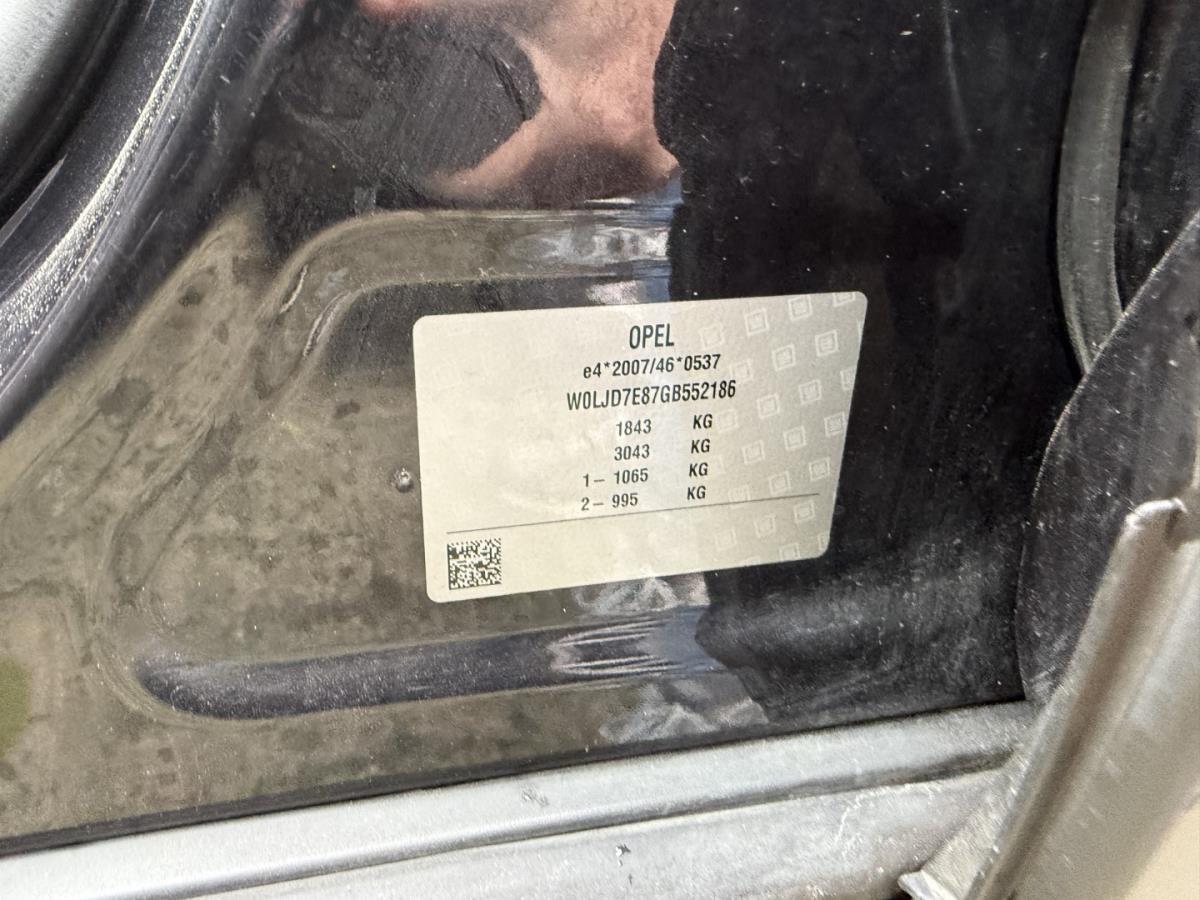 OPEL
e4*2007/46*0537
W0LJD7E87GB552186
1843 KG
3043 KG
1– 1065 KG
2– 995 KG